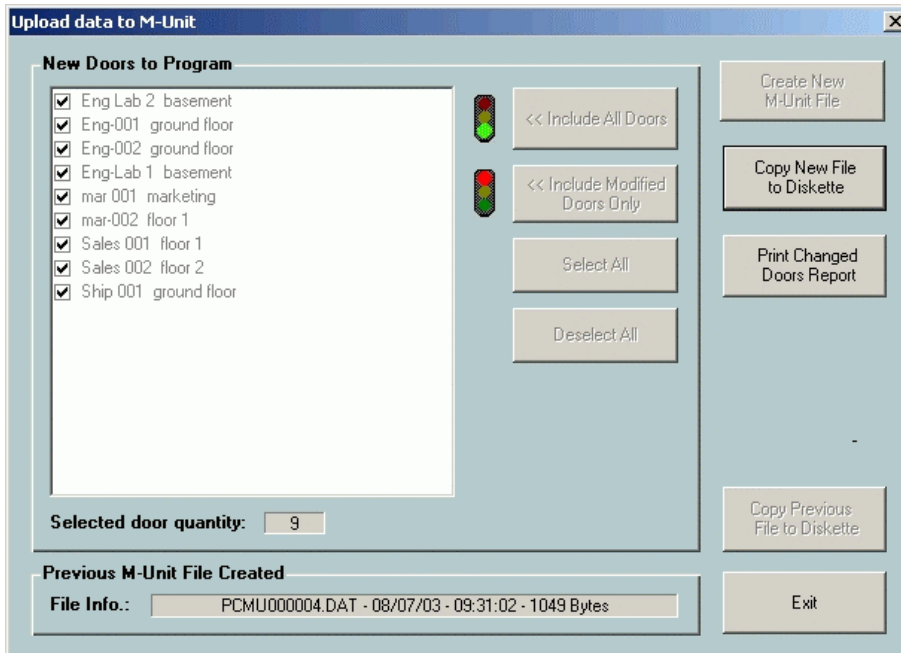 Upload data to M-Unit
New Doors to Program
Eng Lab 2 basement
Eng-001 ground floor
Eng-002 ground floor
Eng-Lab 1 basement
mar 001 marketing
mar-002 floor 1
Sales 001 floor 1
Sales 002 floor 2
Ship 001 ground floor
<< Include All Doors
<< Include Modified
Doors Only
Select All
Deselect All
Selected door quantity: 9
Create New
M-Unit File
Copy New File
to Diskette
Print Changed
Doors Report
-
Copy Previous
File to Diskette
Previous M-Unit File Created
File Info.: PCMU000004.DAT - 08/07/03 - 09:31:02 - 1049 Bytes
Exit